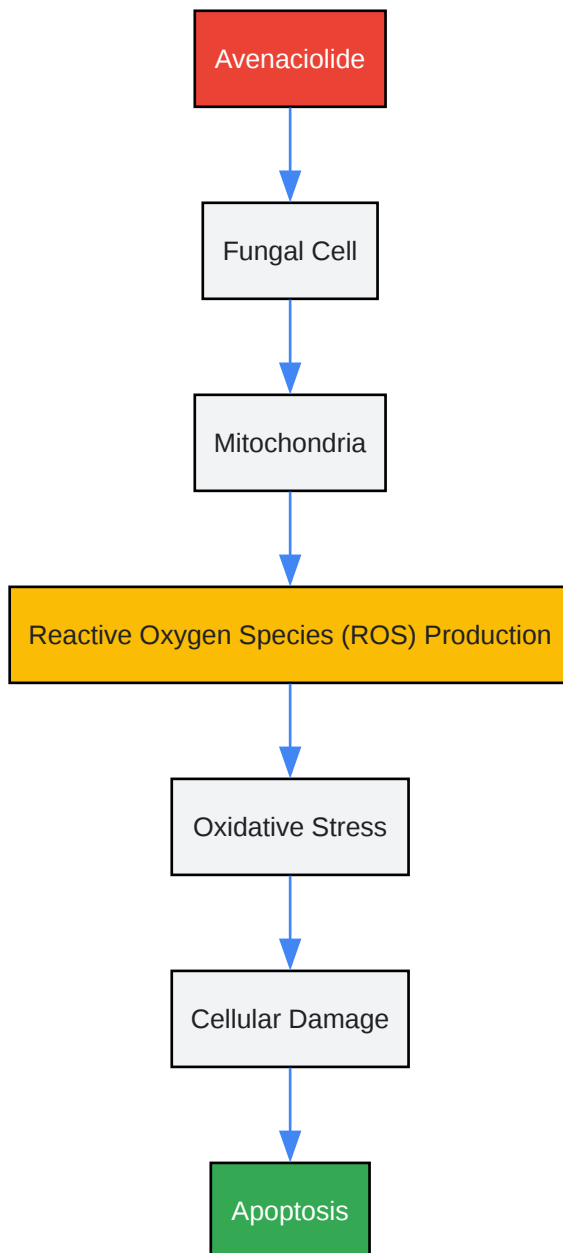 Avenaciolide
Fungal Cell
Mitochondria
Reactive Oxygen Species (ROS) Production
Oxidative Stress
Cellular Damage
Apoptosis